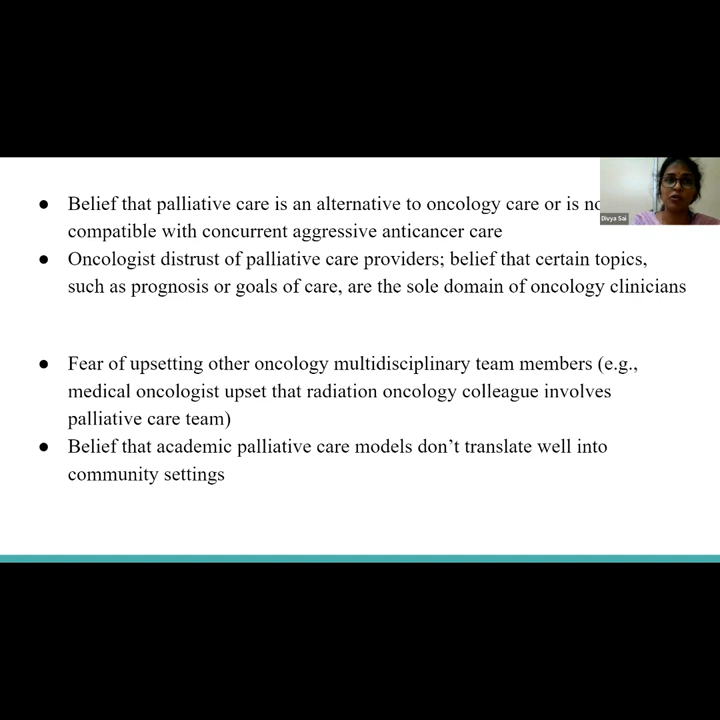 ● Belief that palliative care is an alternative to oncology care or is
compatible with concurrent aggressive anticancer care
● Oncologist distrust of palliative care providers; belief that certain topics,
such as prognosis or goals of care, are the sole domain of oncology clinicians
● Fear of upsetting other oncology multidisciplinary team members (e.g.,
medical oncologist upset that radiation oncology colleague involves
palliative care team)
● Belief that academic palliative care models don’t translate well into
community settings
Divya Sai